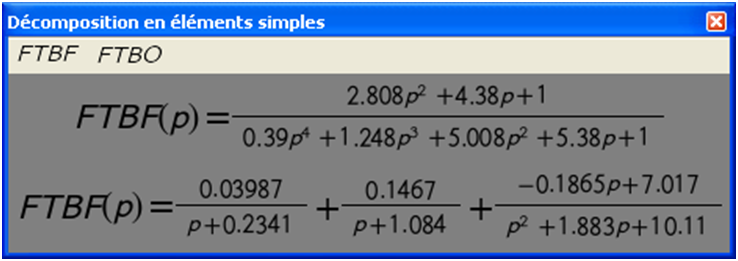 Décomposition en éléments simples
FTBF FTBO
FTBF(p) = (2.808p² +4.38p+1)/(0.39p⁴ +1.248p³ +5.008p² +5.38p+1)
FTBF(p) = 0.03987/(p+0.2341) + 0.1467/(p+1.084) + (−0.1865p+7.017)/(p² +1.883p+10.11)